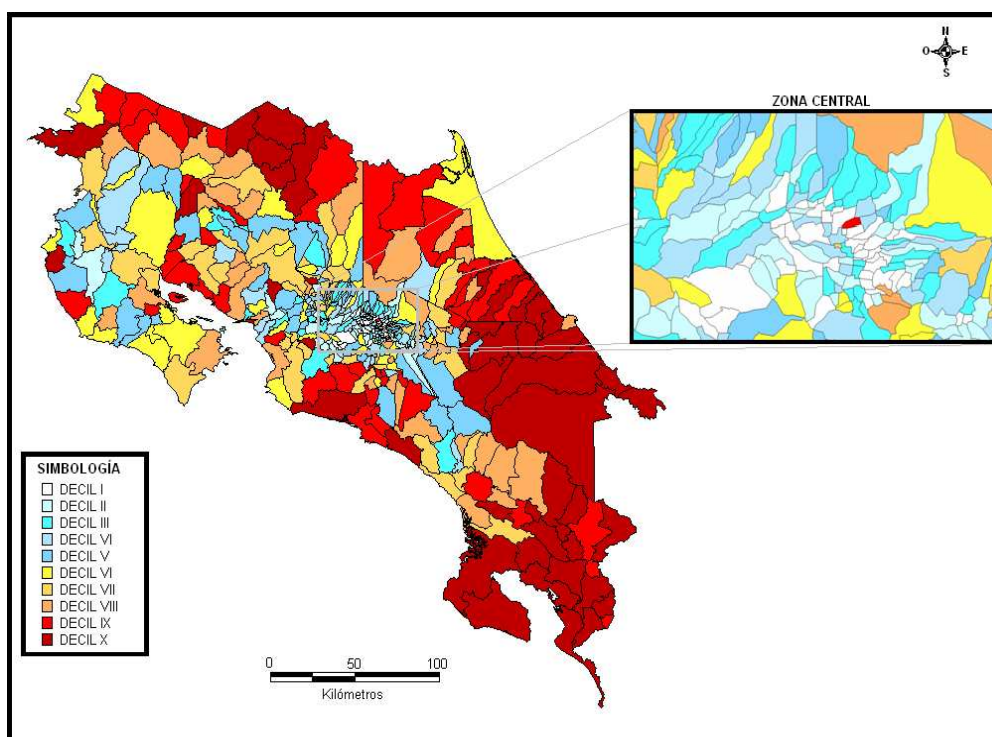 N
O E
S
ZONA CENTRAL
SIMBOLOGÍA
DECIL I
DECIL II
DECIL III
DECIL VI
DECIL V
DECIL VI
DECIL VII
DECIL VIII
DECIL IX
DECIL X
0 50 100
Kilómetros